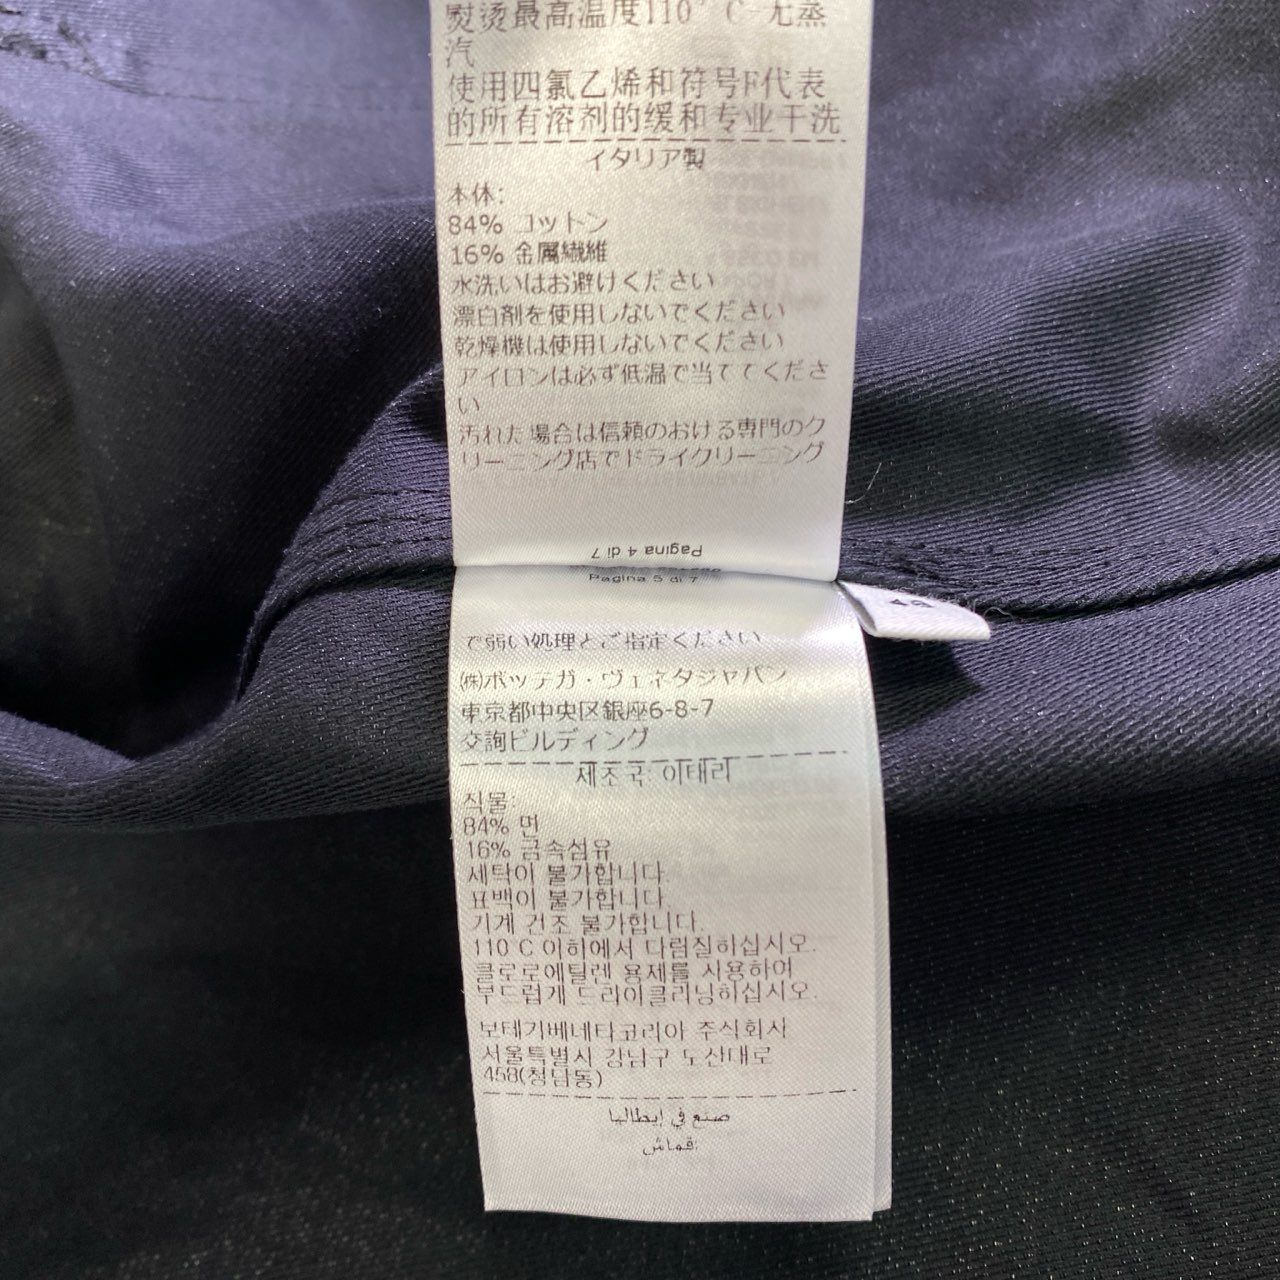 熨烫最高温度110°C-无蒸
汽
使用四氯乙烯和符号F代表
的所有溶剂的缓和专业干洗
イタリア製
本体:
84% コットン
16% 金属繊維
水洗いはお避けください
漂白剤を使用しないでください
乾燥機は使用しないでください
アイロンは必ず低温で当ててくださ
い
汚れた場合は信頼のおける専門のク
リーニング店でドライクリーニング
Pagina 4 di 7
Pagina 5 di 7
48
で弱い処理とご指定ください
㈱ボッテガ・ヴェネタジャパン
東京都中央区銀座6-8-7
交詢ビルディング
제조국: 이태리
직물:
84% 면
16% 금속섬유
세탁이 불가합니다.
표백이 불가합니다.
기계 건조 불가합니다.
110 C 이하에서 다림질하십시오.
클로로에틸렌 용제를 사용하여
부드럽게 드라이클리닝하십시오.
보테가베네타코리아 주식회사
서울특별시 강남구 도산대로
458(청담동)
صنع في إيطاليا
قماش: